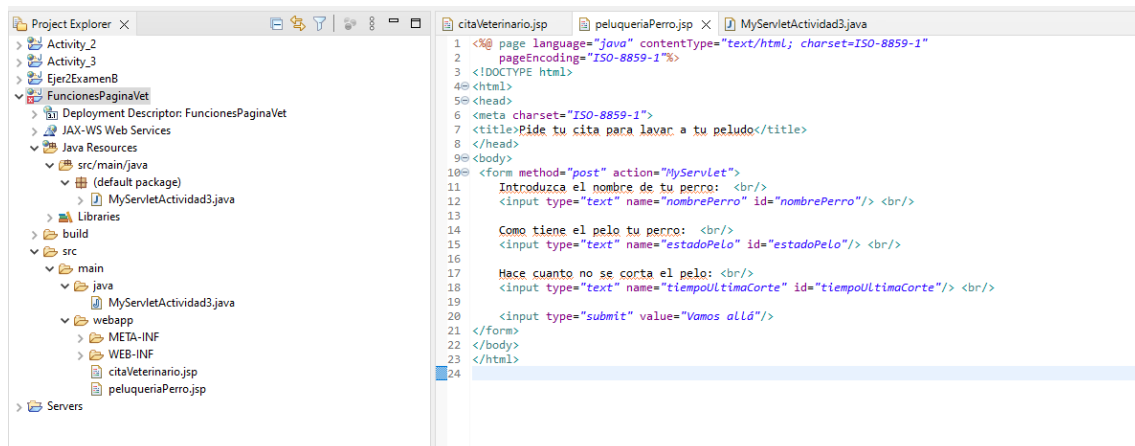 Project Explorer
Activity_2
Activity_3
Ejer2ExamenB
FuncionesPaginaVet
Deployment Descriptor: FuncionesPaginaVet
JAX-WS Web Services
Java Resources
src/main/java
(default package)
MyServletActividad3.java
Libraries
build
src
main
java
MyServletActividad3.java
webapp
META-INF
WEB-INF
citaVeterinario.jsp
peluqueriaPerro.jsp
Servers
citaVeterinario.jsp peluqueriaPerro.jsp MyServletActividad3.java
1 <%@ page language="java" contentType="text/html; charset=ISO-8859-1"
2 pageEncoding="ISO-8859-1"%>
3 <!DOCTYPE html>
4 <html>
5 <head>
6 <meta charset="ISO-8859-1">
7 <title>Pide tu cita para lavar a tu peludo</title>
8 </head>
9 <body>
10 <form method="post" action="MyServlet">
11 Introduzca el nombre de tu perro: <br/>
12 <input type="text" name="nombrePerro" id="nombrePerro"/> <br/>
13
14 Como tiene el pelo tu perro: <br/>
15 <input type="text" name="estadoPelo" id="estadoPelo"/> <br/>
16
17 Hace cuanto no se corta el pelo: <br/>
18 <input type="text" name="tiempoUltimaCorte" id="tiempoUltimaCorte"/> <br/>
19
20 <input type="submit" value="Vamos allá"/>
21 </form>
22 </body>
23 </html>
24